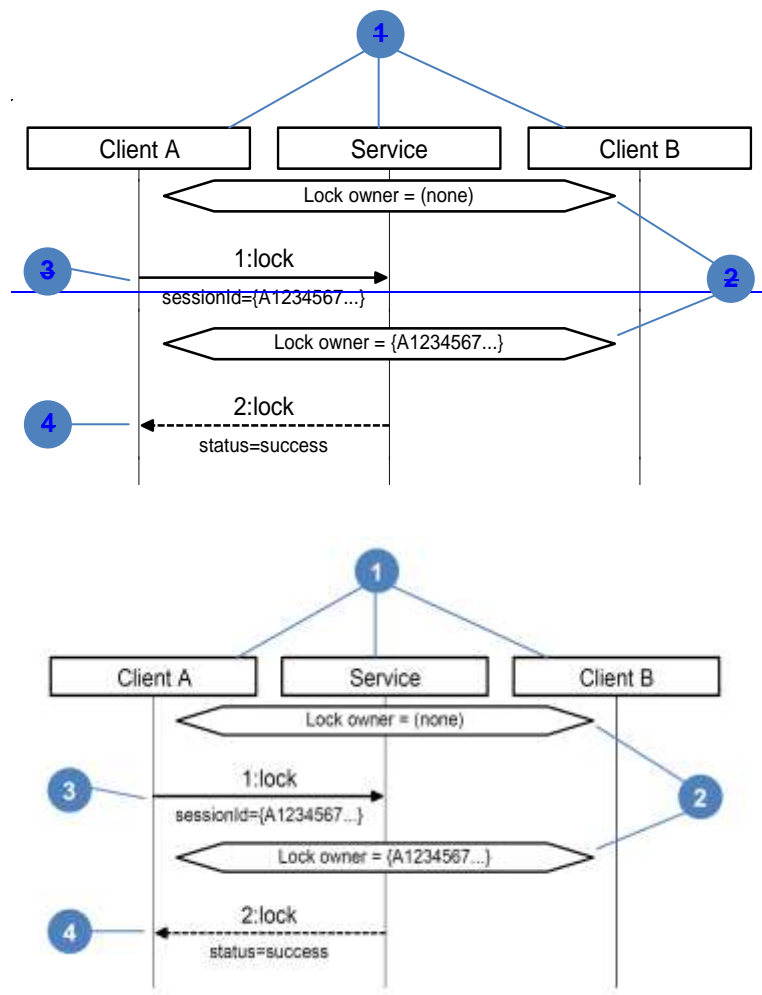 1
Client A Service Client B
Lock owner = (none)
1:lock
3 2
sessionId={A1234567...}
Lock owner = {A1234567...}
2:lock
4
status=success
1
Client A Service Client B
Lock owner = (none)
1:lock
3 2
sessionId={A1234567...}
Lock owner = {A1234567...}
2:lock
4
status=success